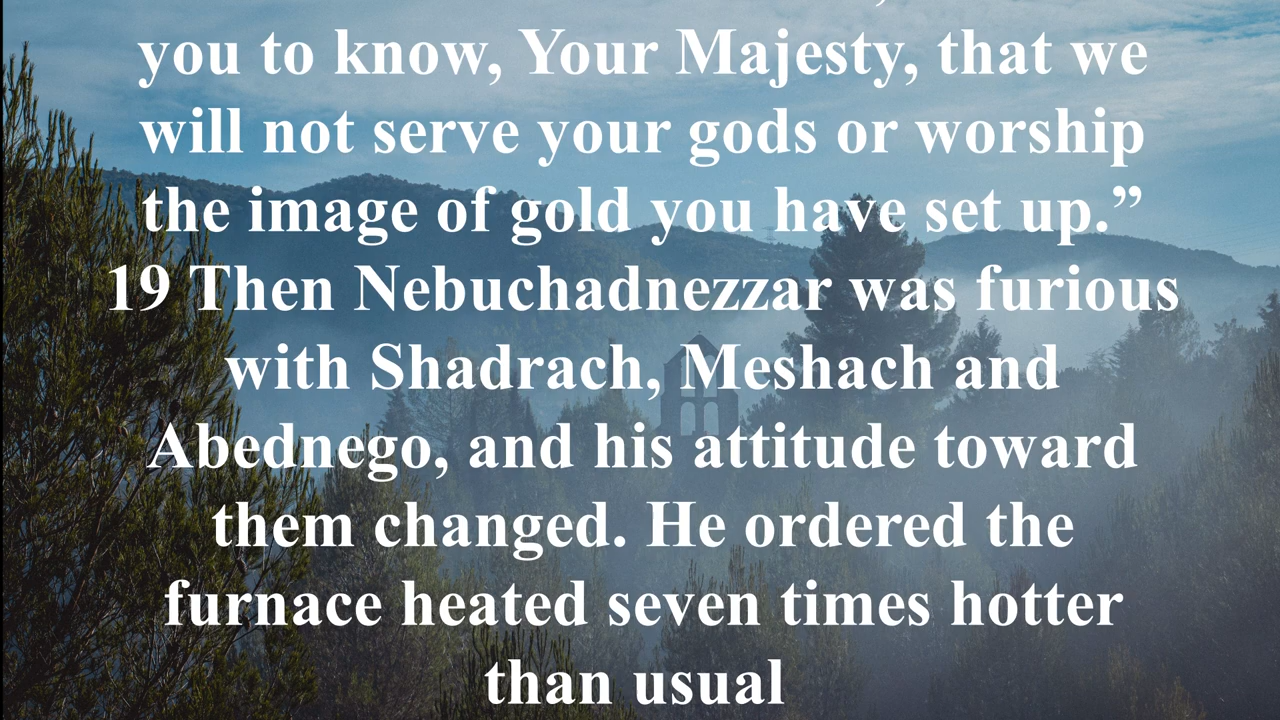 you to know, Your Majesty, that we
will not serve your gods or worship
the image of gold you have set up.”
19 Then Nebuchadnezzar was furious
with Shadrach, Meshach and
Abednego, and his attitude toward
them changed. He ordered the
furnace heated seven times hotter
than usual